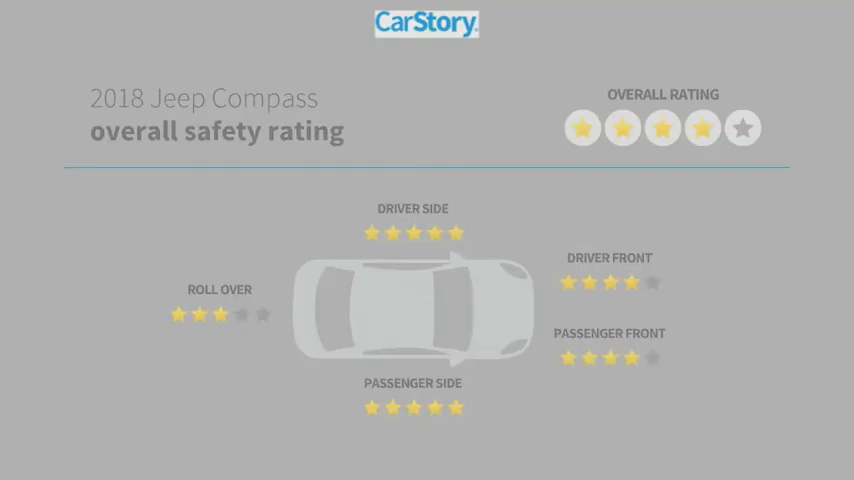 CarStory
2018 Jeep Compass
overall safety rating
OVERALL RATING
DRIVER SIDE
DRIVER FRONT
ROLL OVER
PASSENGER FRONT
PASSENGER SIDE